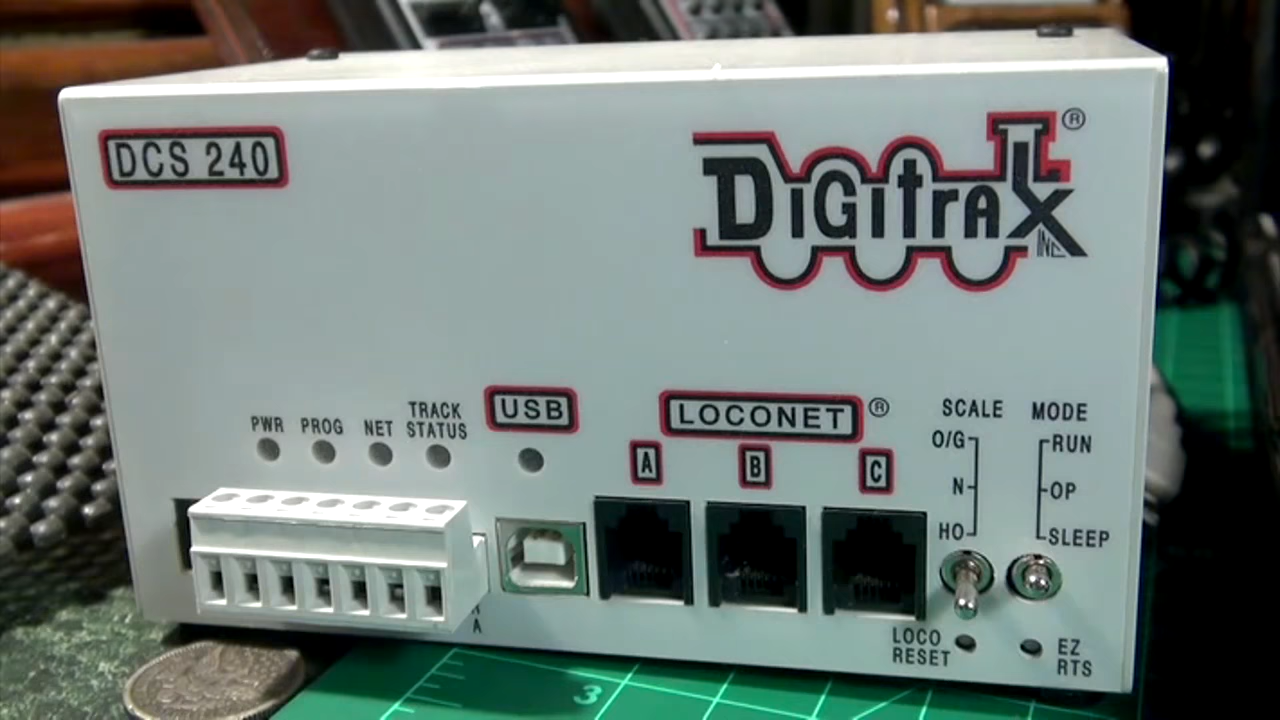 DCS 240
DiGitrax ®
INC
PWR PROG NET TRACK STATUS
USB
LOCONET ®
A B C
SCALE
O/G
N
HO
MODE
RUN
OP
SLEEP
LOCO RESET
EZ RTS
A
3